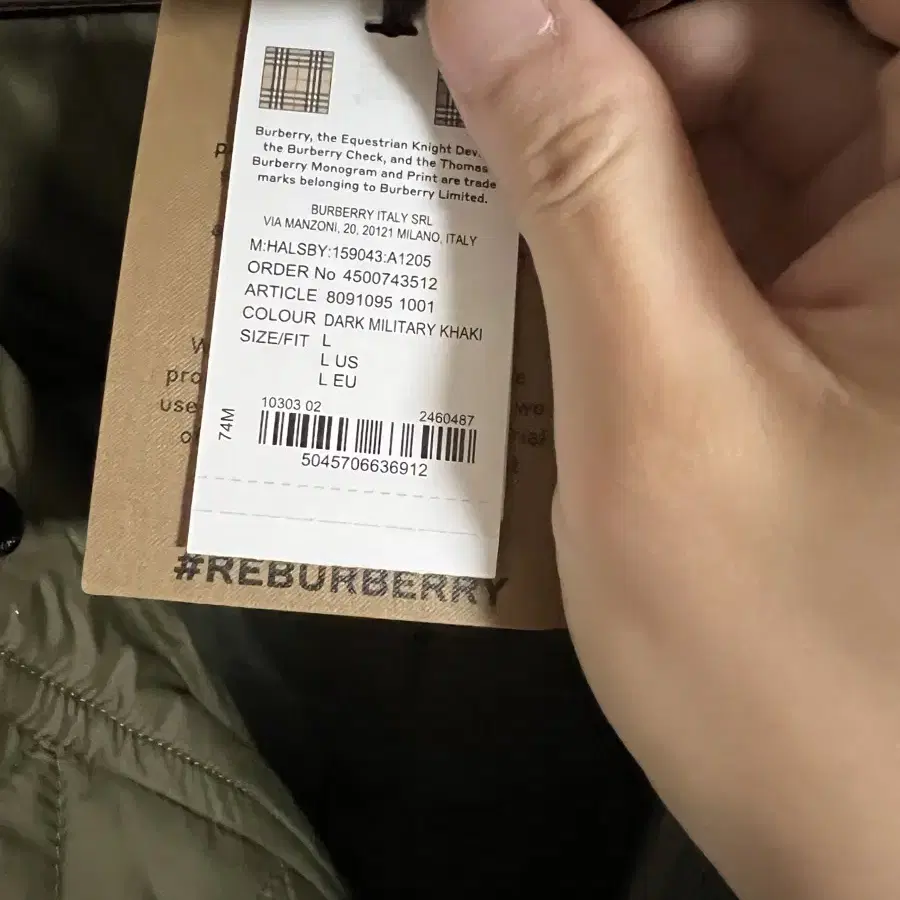 Burberry, the Equestrian Knight Dev
the Burberry Check, and the Thomas
Burberry Monogram and Print are trade
marks belonging to Burberry Limited.
BURBERRY ITALY SRL
VIA MANZONI, 20, 20121 MILANO, ITALY
M:HALSBY:159043:A1205
ORDER No 4500743512
ARTICLE 8091095 1001
COLOUR DARK MILITARY KHAKI
SIZE/FIT L
L US
L EU
10303 02 2460487
74M
5045706636912
#REBURBERRY